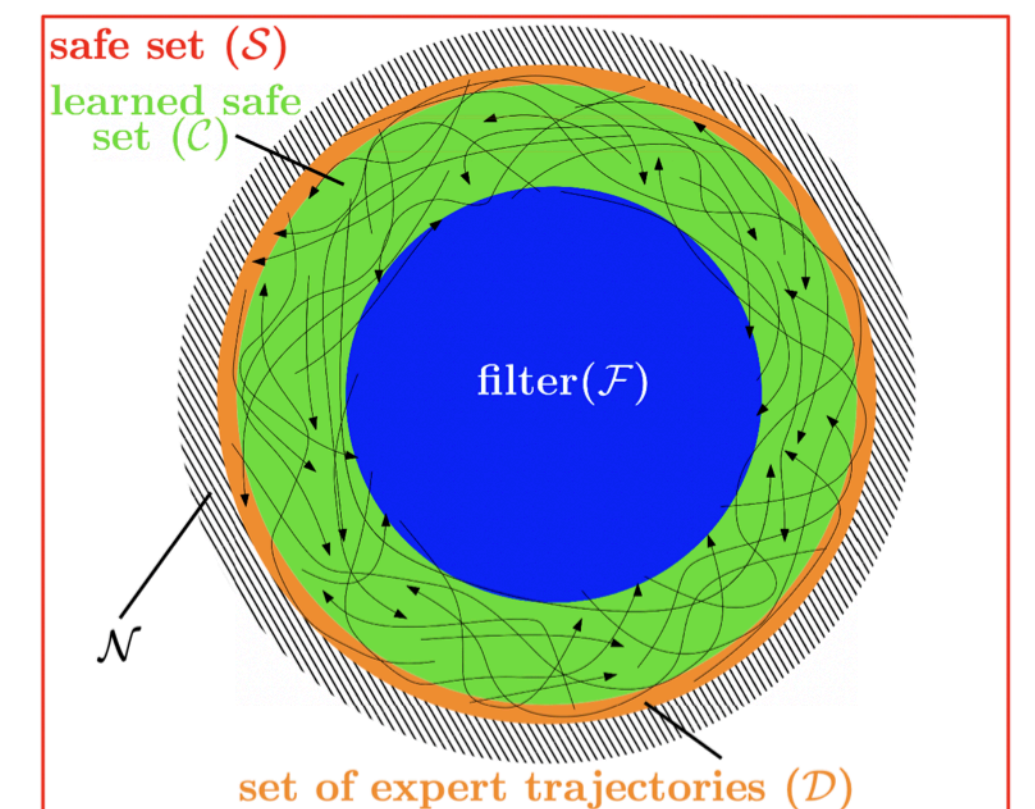 safe set (𝒮)
learned safe
set (𝒞)
filter(ℱ)
𝒩
set of expert trajectories (𝒟)